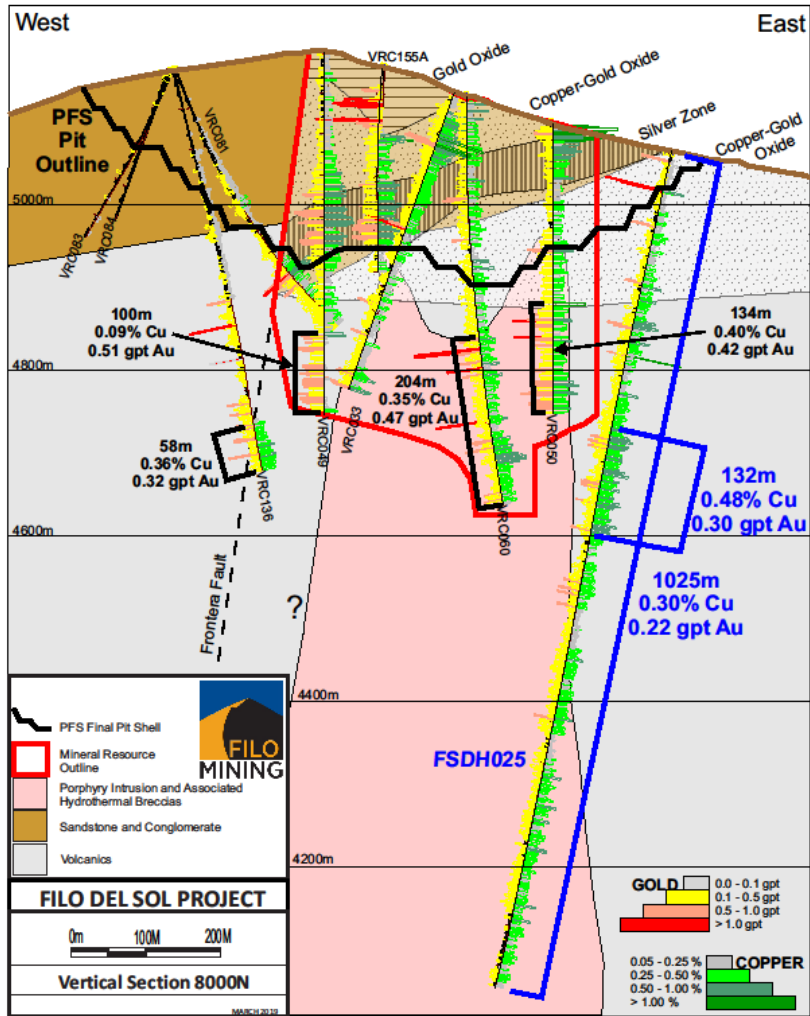 West
East
VRC155A
Gold Oxide
Copper-Gold Oxide
Silver Zone
Copper-Gold
Oxide
PFS
Pit
Outline
VRC081
5000m
VRC083
VRC084
100m
0.09% Cu
0.51 gpt Au
134m
0.40% Cu
0.42 gpt Au
4800m
204m
0.35% Cu
0.47 gpt Au
VRC033
VRC049
VRC050
58m
0.36% Cu
0.32 gpt Au
VRC136
132m
0.48% Cu
0.30 gpt Au
4600m
VRC060
1025m
0.30% Cu
0.22 gpt Au
?
Frontera Fault
4400m
FSDH025
4200m
PFS Final Pit Shell
FILO
MINING
Mineral Resource
Outline
Porphyry Intrusion and Associated
Hydrothermal Breccias
Sandstone and Conglomerate
Volcanics
FILO DEL SOL PROJECT
0m 100M 200M
Vertical Section 8000N
MARCH 2019
GOLD
0.0 - 0.1 gpt
0.1 - 0.5 gpt
0.5 - 1.0 gpt
> 1.0 gpt
COPPER
0.05 - 0.25 %
0.25 - 0.50 %
0.50 - 1.00 %
> 1.00 %